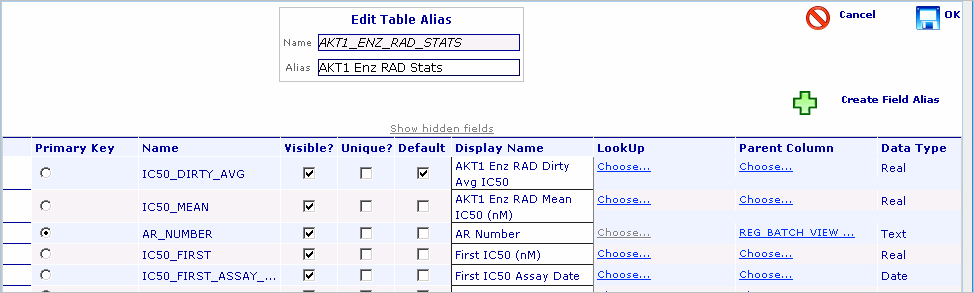 Edit Table Alias
Cancel
OK
Name AKT1_ENZ_RAD_STATS
Alias AKT1 Enz RAD Stats
Create Field Alias
Show hidden fields
Primary Key Name Visible? Unique? Default Display Name LookUp Parent Column Data Type
IC50_DIRTY_AVG AKT1 Enz RAD Dirty Avg IC50 Choose... Choose... Real
IC50_MEAN AKT1 Enz RAD Mean IC50 (nM) Choose... Choose... Real
AR_NUMBER AR Number Choose... REG BATCH VIEW ... Text
IC50_FIRST First IC50 (nM) Choose... Choose... Real
IC50_FIRST_ASSAY_... First IC50 Assay Date Choose... Choose... Date